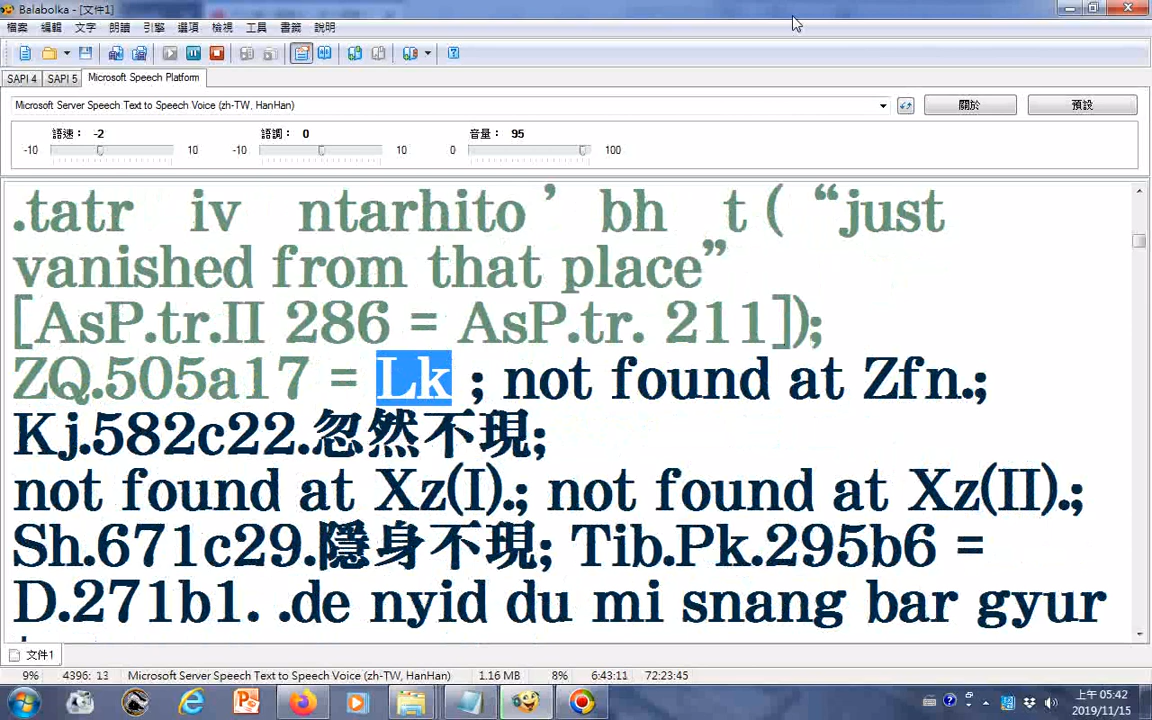 Balabolka - [文件1]
檔案 編輯 文字 朗讀 引擎 選項 檢視 工具 書籤 說明
SAPI 4 SAPI 5 Microsoft Speech Platform
Microsoft Server Speech Text to Speech Voice (zh-TW, HanHan) 關於 預設
語速： -2 語調： 0 音量： 95
-10 10 -10 10 0 100
.tatr iv ntarhito’ bh t ( “just
vanished from that place”
[AsP.tr.II 286 = AsP.tr. 211]);
ZQ.505a17 = Lk ; not found at Zfn.;
Kj.582c22.忽然不現;
not found at Xz(I).; not found at Xz(II).;
Sh.671c29.隱身不現; Tib.Pk.295b6 =
D.271b1. .de nyid du mi snang bar gyur
文件1
9% 4396: 13 Microsoft Server Speech Text to Speech Voice (zh-TW, HanHan) 1.16 MB 8% 6:43:11 72:23:45
上午 05:42
2019/11/15